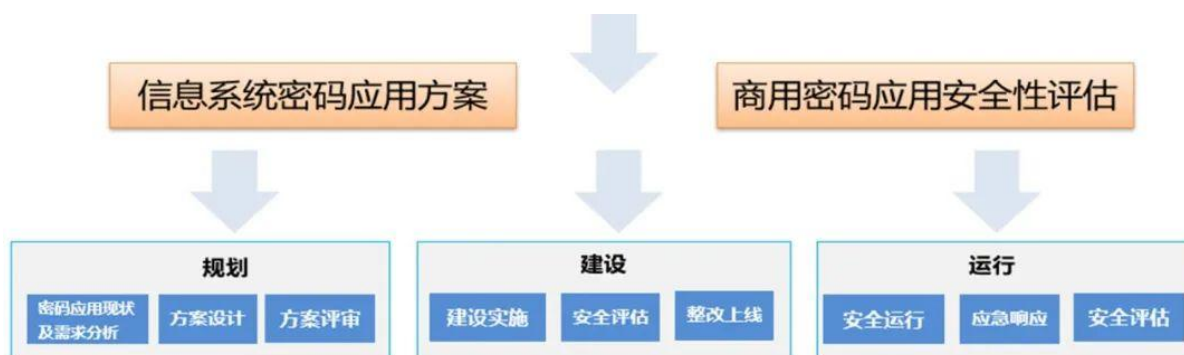 信息系统密码应用方案
商用密码应用安全性评估
规划
密码应用现状
及需求分析
方案设计
方案评审
建设
建设实施
安全评估
整改上线
运行
安全运行
应急响应
安全评估